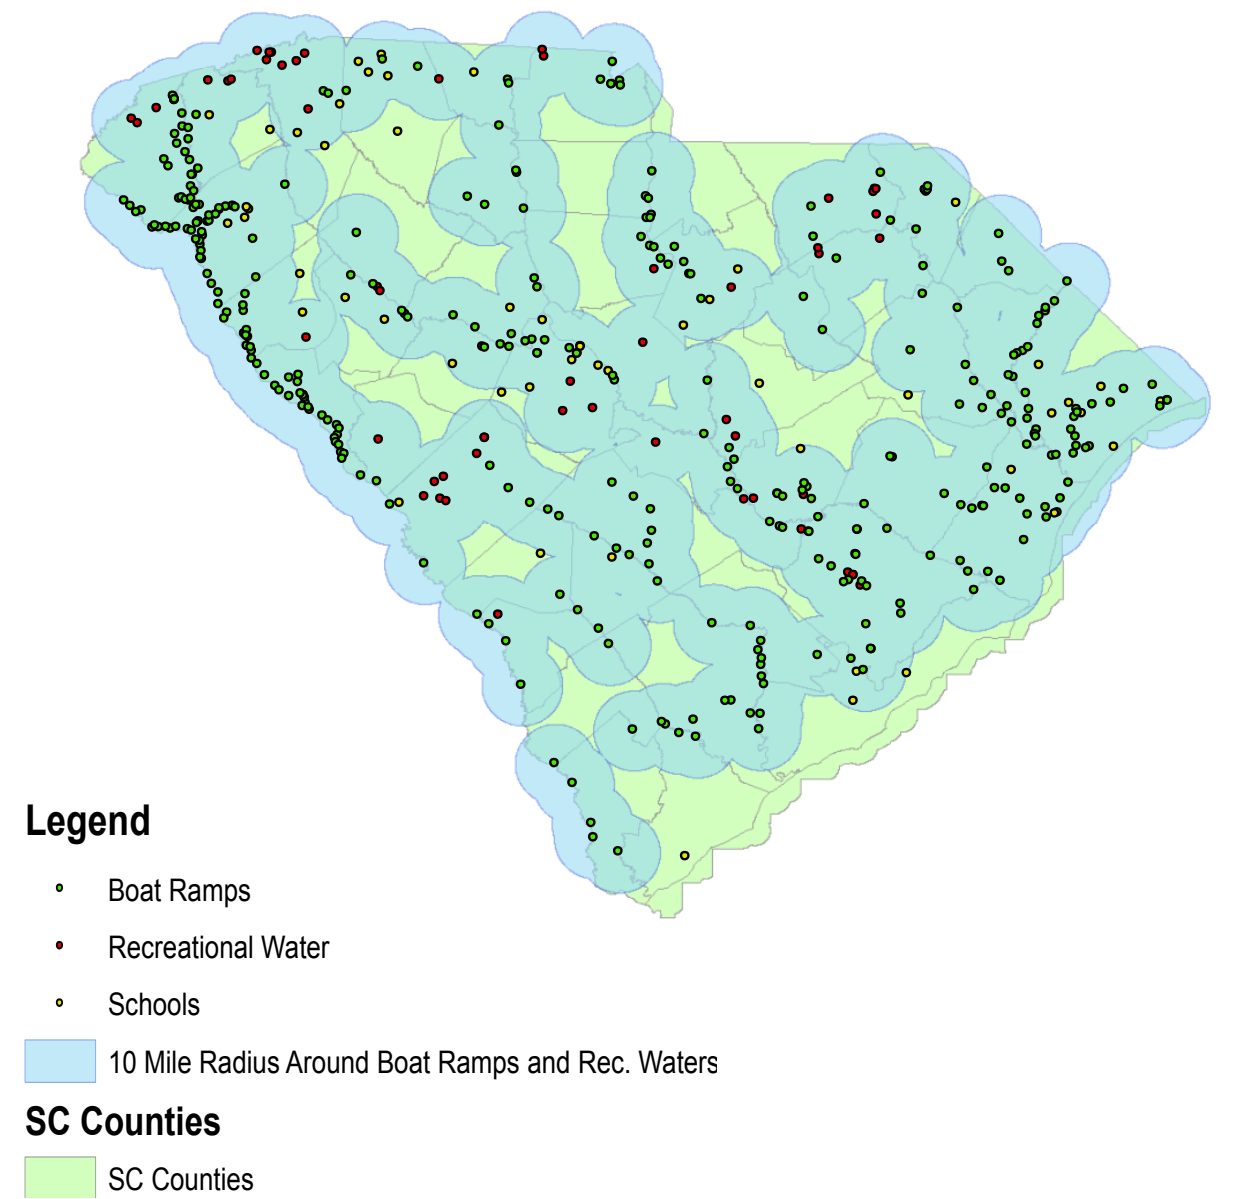 Legend
Boat Ramps
Recreational Water
Schools
10 Mile Radius Around Boat Ramps and Rec. Waters
SC Counties
SC Counties